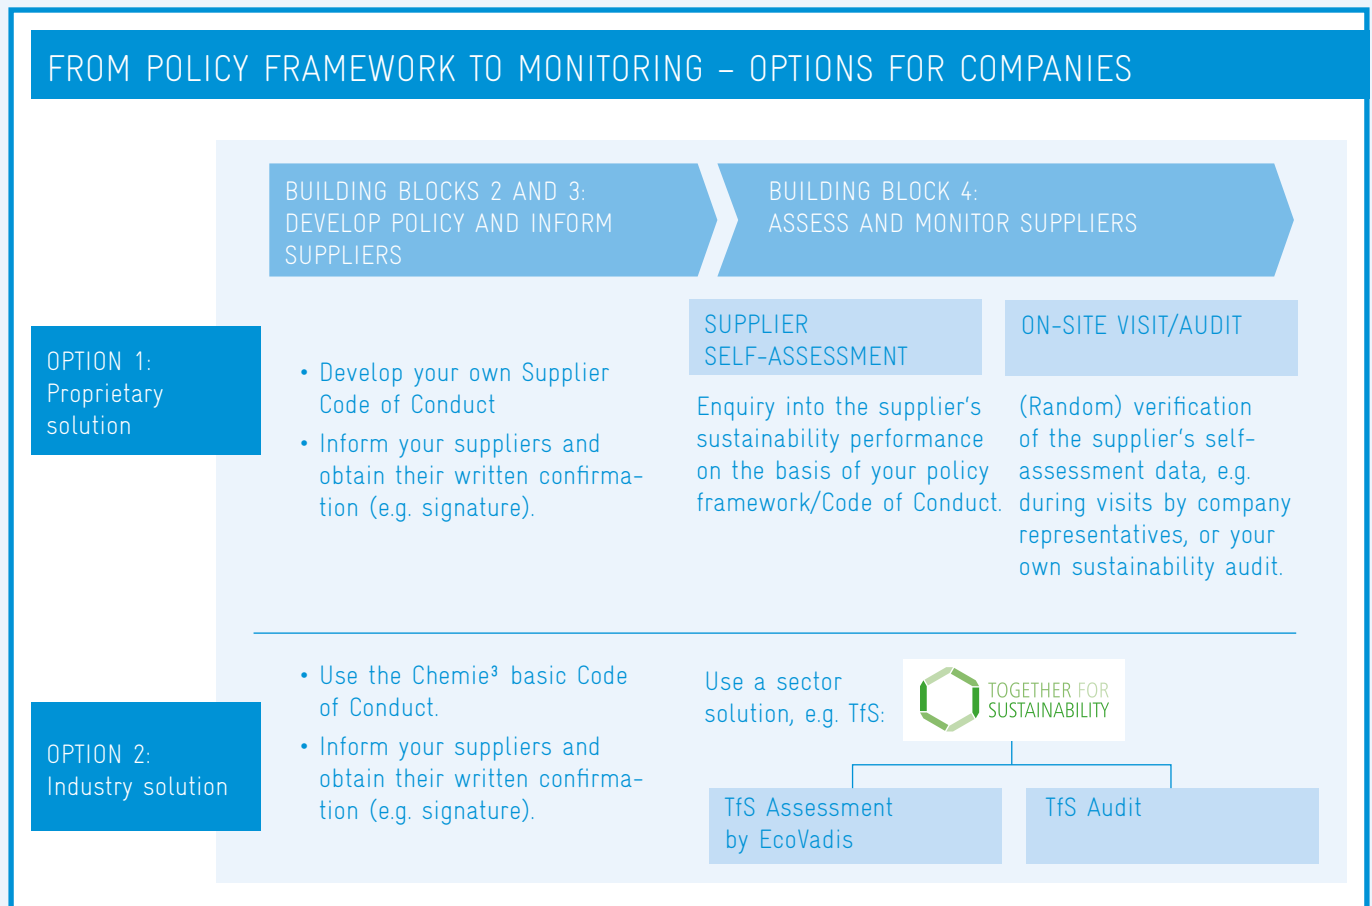 FROM POLICY FRAMEWORK TO MONITORING – OPTIONS FOR COMPANIES
BUILDING BLOCKS 2 AND 3:
DEVELOP POLICY AND INFORM
SUPPLIERS
BUILDING BLOCK 4:
ASSESS AND MONITOR SUPPLIERS
OPTION 1:
Proprietary
solution
• Develop your own Supplier
Code of Conduct
• Inform your suppliers and
obtain their written confirma-
tion (e.g. signature).
SUPPLIER
SELF-ASSESSMENT
Enquiry into the supplier's
sustainability performance
on the basis of your policy
framework/Code of Conduct.
ON-SITE VISIT/AUDIT
(Random) verification
of the supplier's self-
assessment data, e.g.
during visits by company
representatives, or your
own sustainability audit.
OPTION 2:
Industry solution
• Use the Chemie³ basic Code
of Conduct.
• Inform your suppliers and
obtain their written confirma-
tion (e.g. signature).
Use a sector
solution, e.g. TfS:
TOGETHER FOR
SUSTAINABILITY
TfS Assessment
by EcoVadis
TfS Audit